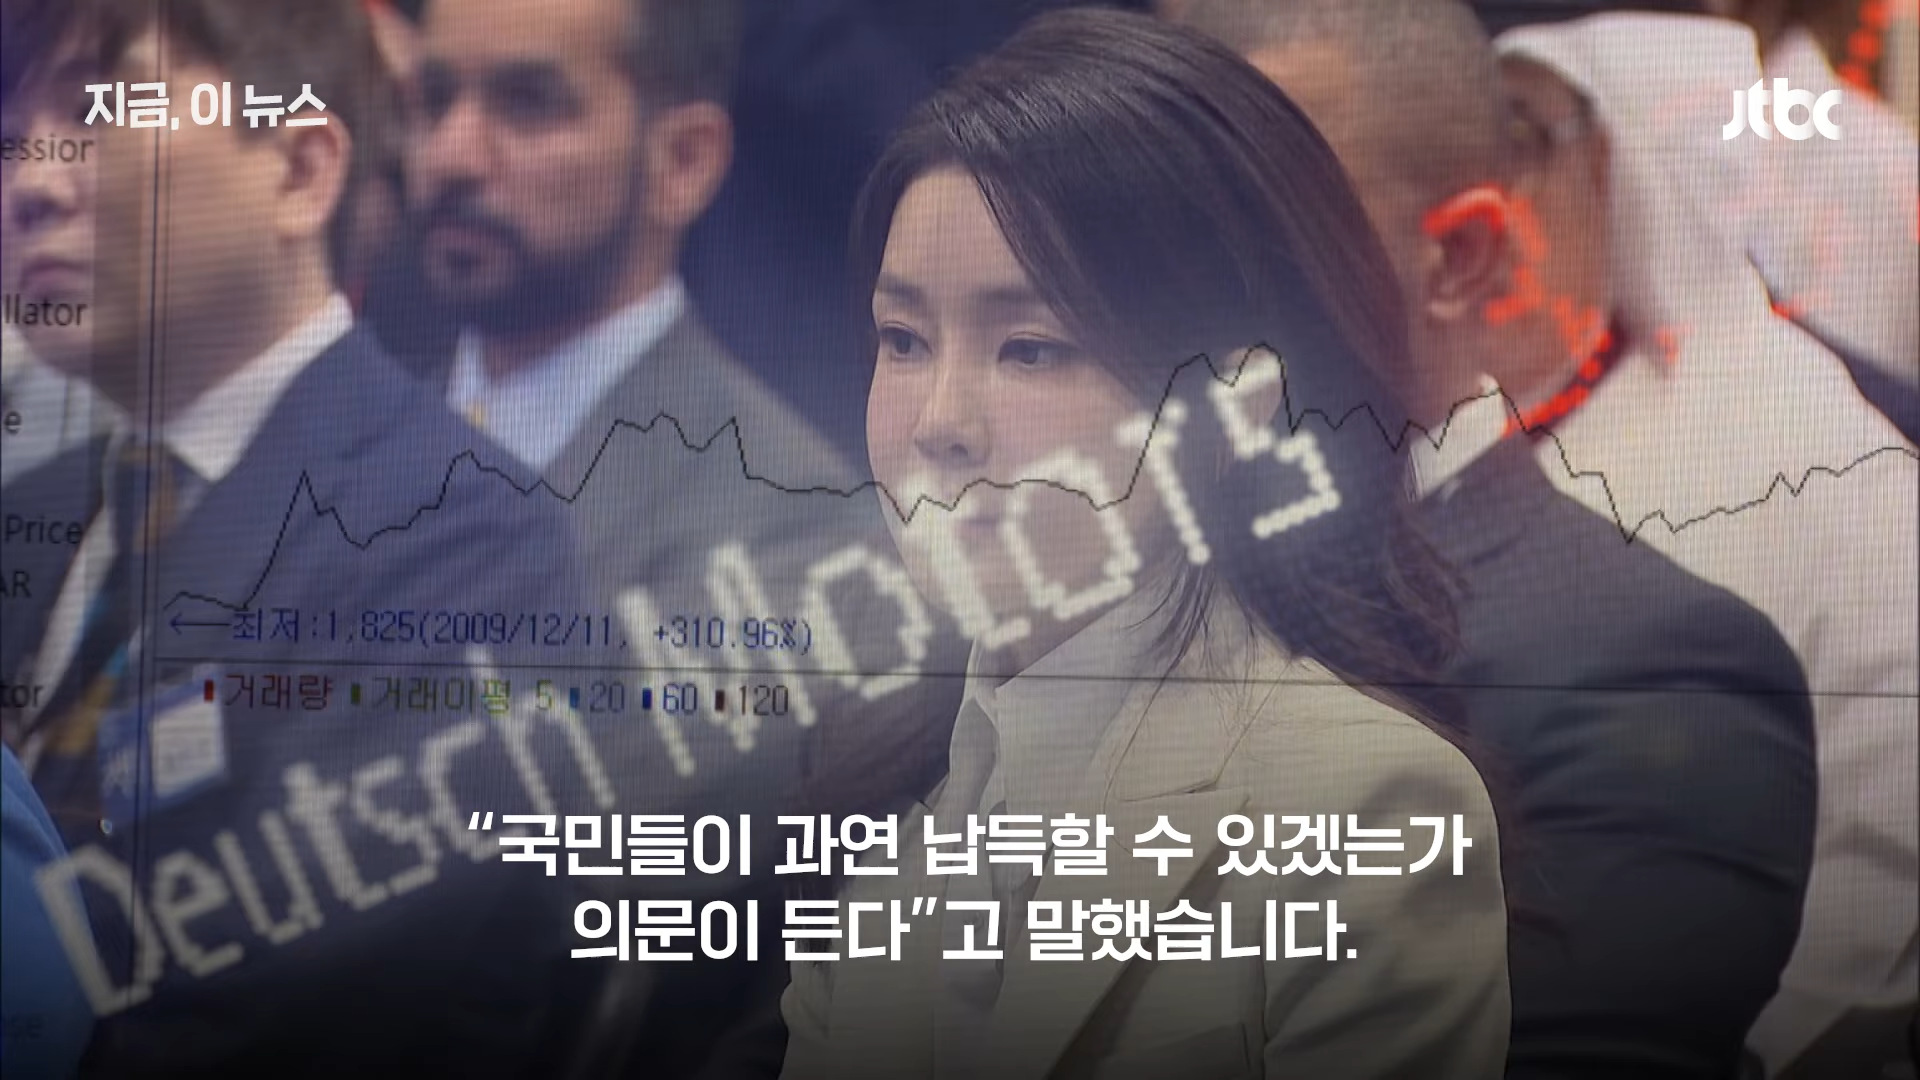 지금, 이 뉴스
jtbc
ession
llator
e
Price
AR
←최저:1,825(2009/12/11, +310.96%)
tor
거래량 거래이평 5 20 60 120
Deutsch Motors
“국민들이 과연 납득할 수 있겠는가
의문이 든다”고 말했습니다.